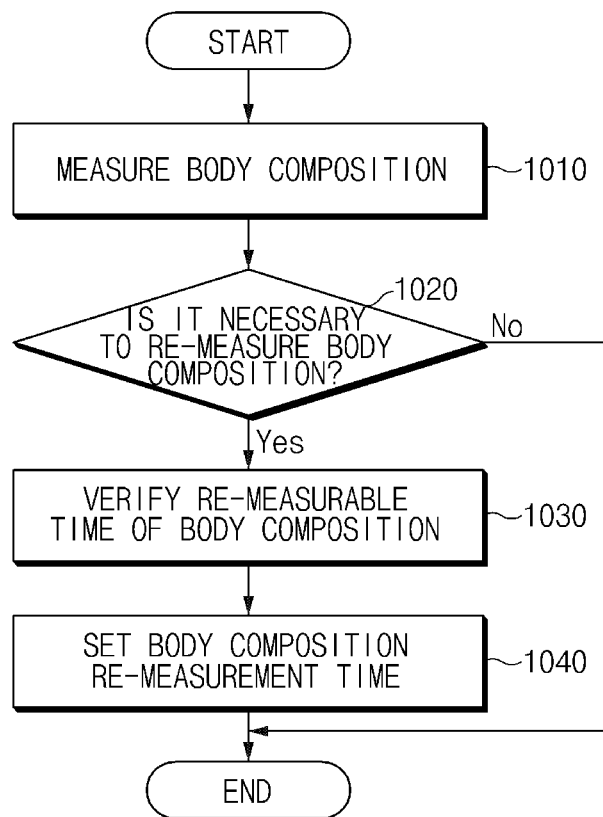 START
MEASURE BODY COMPOSITION
1010
1020
IS IT NECESSARY
TO RE-MEASURE BODY
COMPOSITION?
No
Yes
VERIFY RE-MEASURABLE
TIME OF BODY COMPOSITION
1030
SET BODY COMPOSITION
RE-MEASUREMENT TIME
1040
END